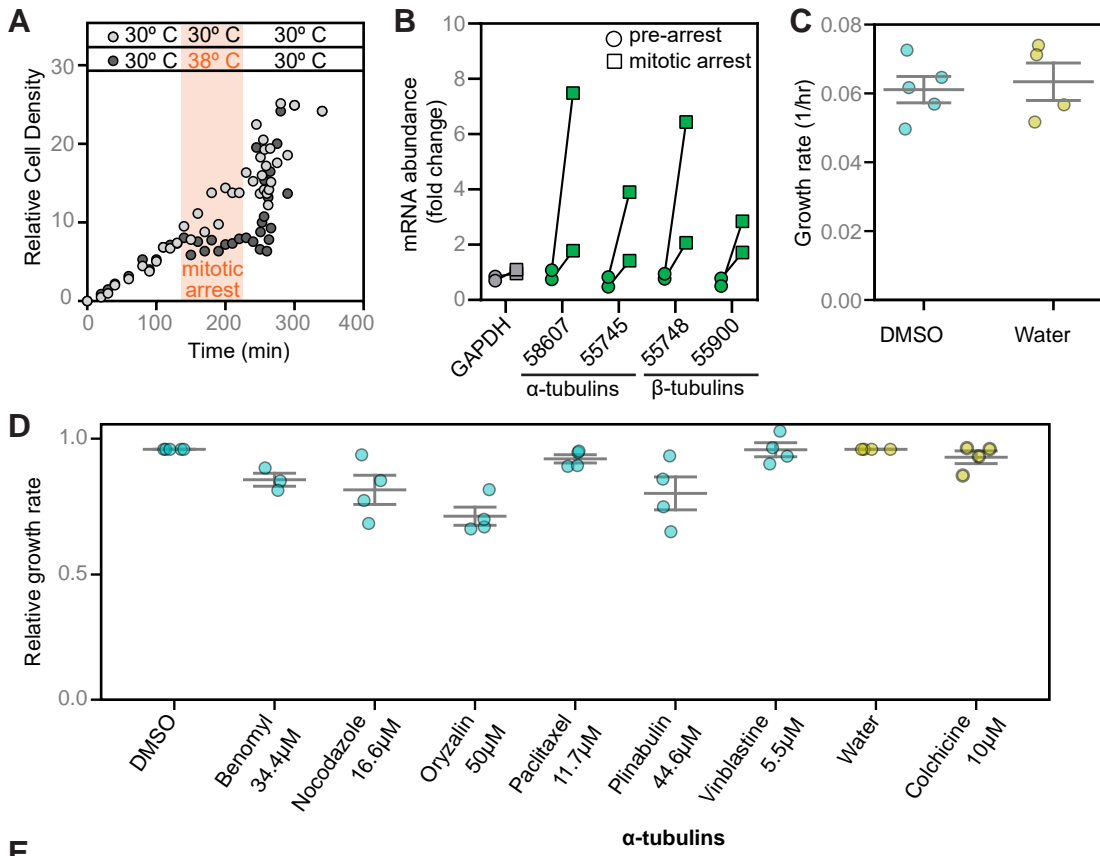 A
30º C 30º C 30º C
30º C 38º C 30º C
Relative Cell Density
30
20
10
0
mitotic
arrest
0 100 200 300 400
Time (min)
B
mRNA abundance
(fold change)
10
8
6
4
2
0
pre-arrest
mitotic arrest
GAPDH 58607 55745 55748 55900
α-tubulins β-tubulins
C
Growth rate (1/hr)
0.08
0.06
0.04
0.02
0.00
DMSO Water
D
Relative growth rate
1.0
0.5
0.0
DMSO
Benomyl
34.4µM
Nocodazole
16.6µM
Oryzalin
50µM
Paclitaxel
11.7µM
Plinabulin
44.6µM
Vinblastine
5.5µM
Water
Colchicine
10µM
α-tubulins
E